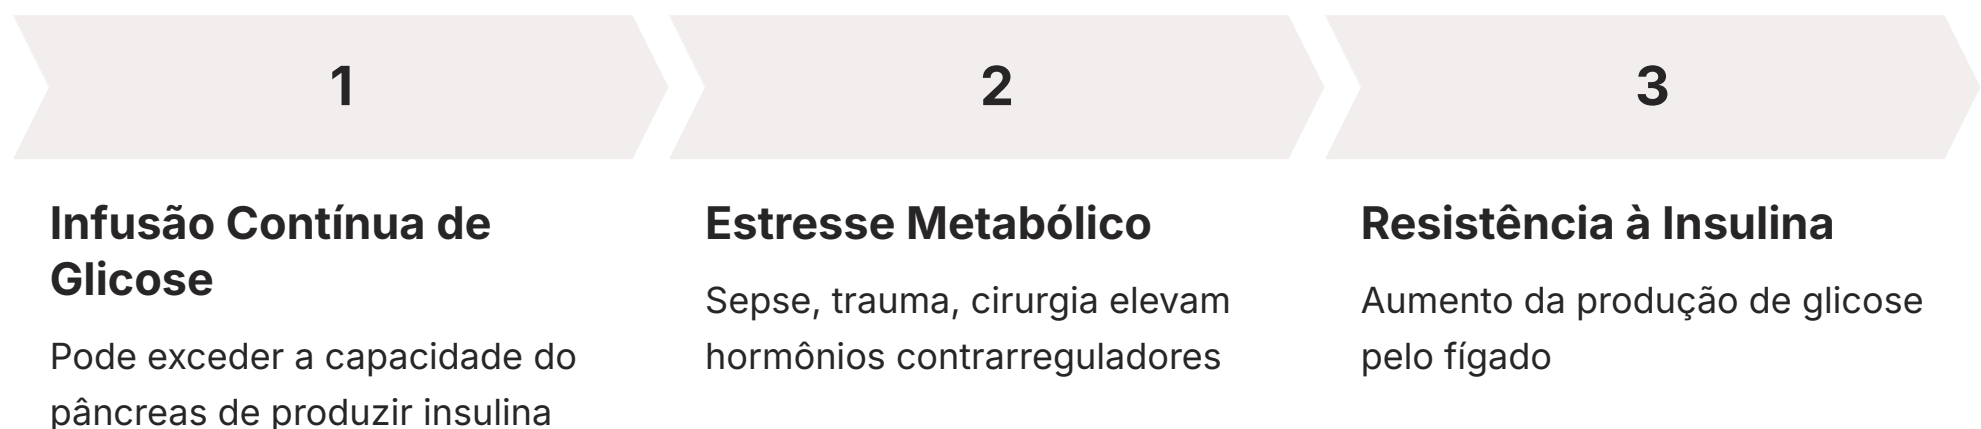 1
Infusão Contínua de
Glicose
Pode exceder a capacidade do
pâncreas de produzir insulina
2
Estresse Metabólico
Sepse, trauma, cirurgia elevam
hormônios contrarreguladores
3
Resistência à Insulina
Aumento da produção de glicose
pelo fígado